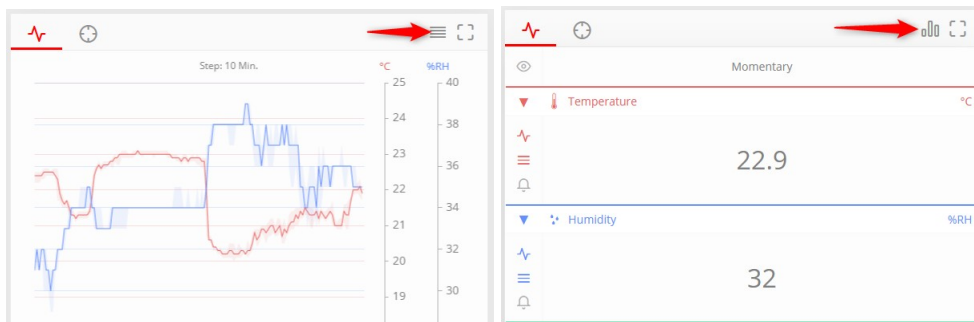 Step: 10 Min.
°C %RH
25 40
24
38
23
36
22
34
21
32
20
30
19
Momentary
Temperature °C
22.9
Humidity %RH
32